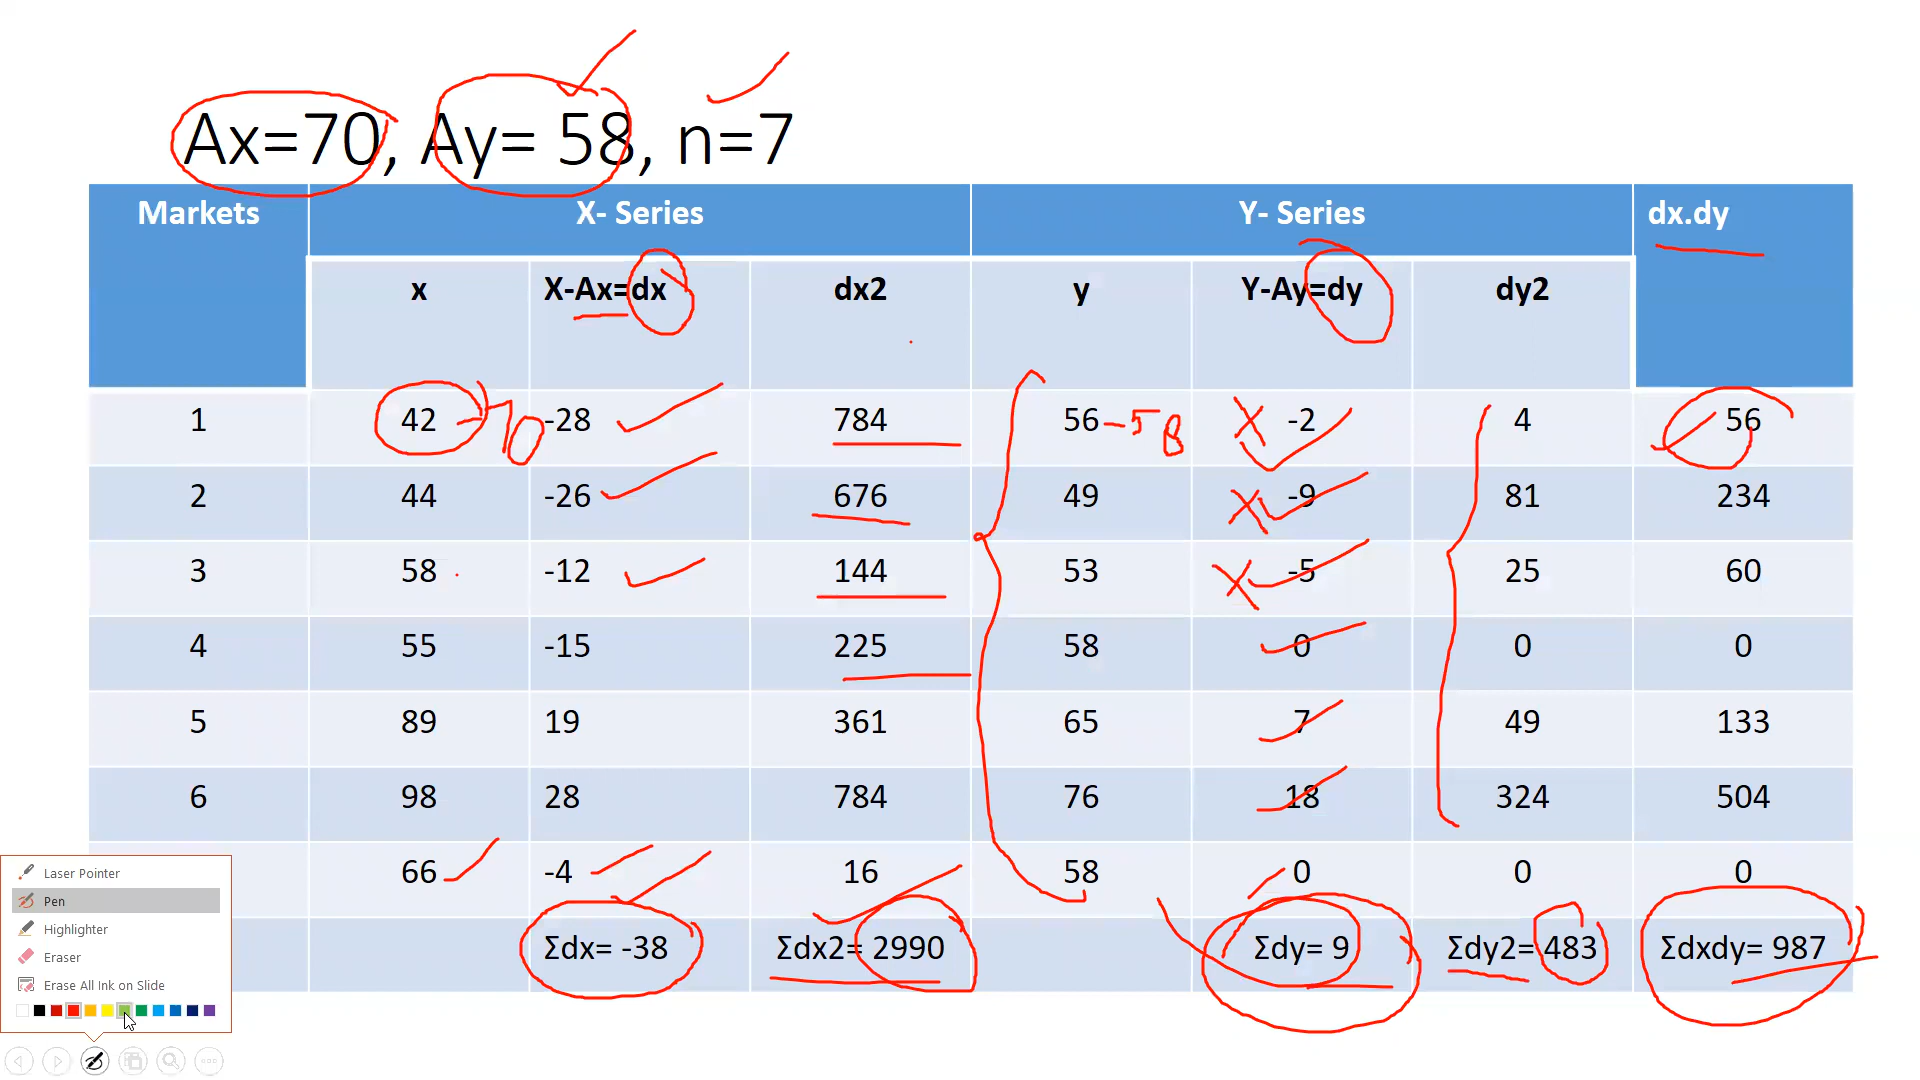 Ax=70, Ay= 58, n=7
Markets X- Series Y- Series dx.dy
x X-Ax=dx dx2 y Y-Ay=dy dy2
1 42 -70 -28 784 56 -58 -2 4 56
2 44 -26 676 49 -9 81 234
3 58 -12 144 53 -5 25 60
4 55 -15 225 58 0 0 0
5 89 19 361 65 7 49 133
6 98 28 784 76 18 324 504
66 -4 16 58 0 0 0
Σdx= -38 Σdx2= 2990 Σdy= 9 Σdy2= 483 Σdxdy= 987
Laser Pointer
Pen
Highlighter
Eraser
Erase All Ink on Slide